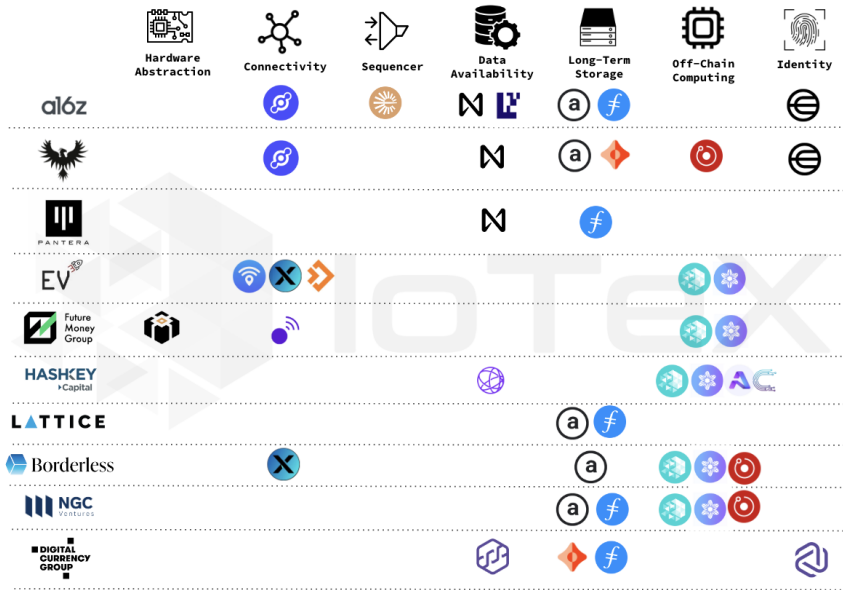 Hardware
Abstraction
Connectivity
Sequencer
Data
Availability
Long-Term
Storage
Off-Chain
Computing
Identity
a16z
a
a
PANTERA
EV
Future
Money
Group
HASHKEY
Capital
LATTICE
a
Borderless
a
NGC
Ventures
a
DIGITAL
CURRENCY
GROUP
IoTeX